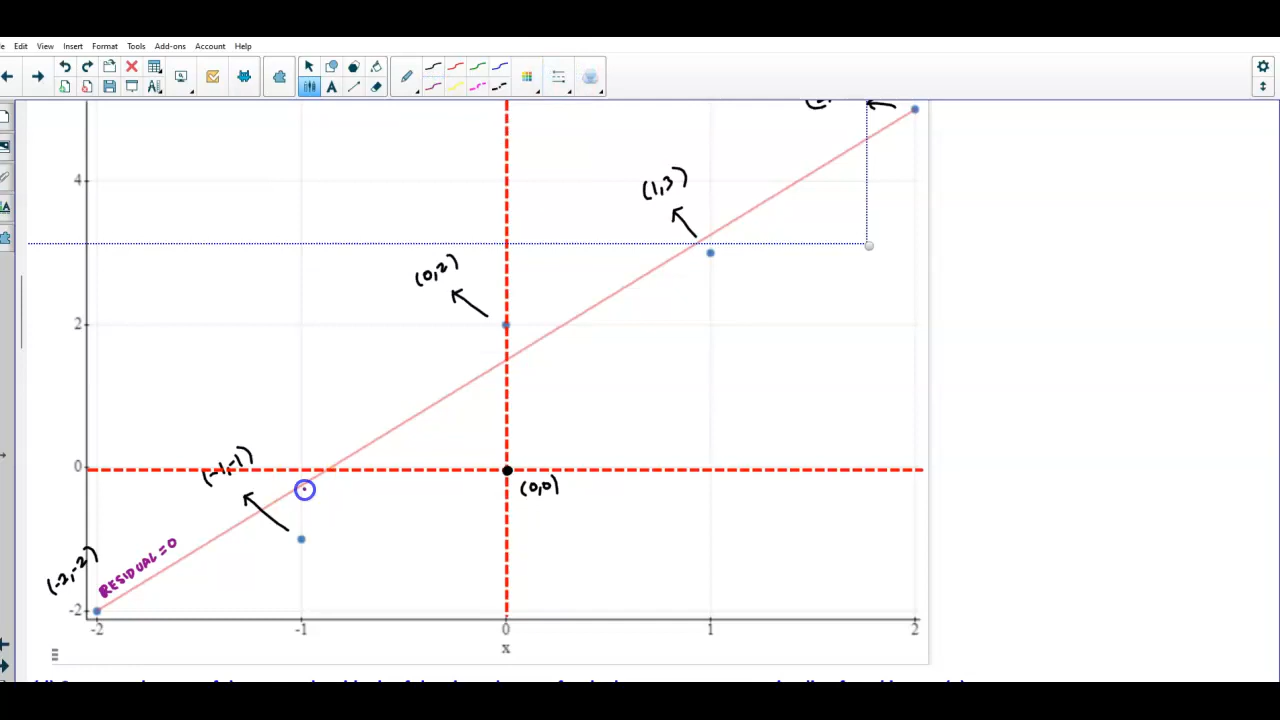 Edit View Insert Format Tools Add-ons Account Help
4
(1,3)
(0,2)
2
(-1,-1)
0
(0,0)
RESIDUAL=0
(-2,-2)
-2
-2 -1 0 1 2
x